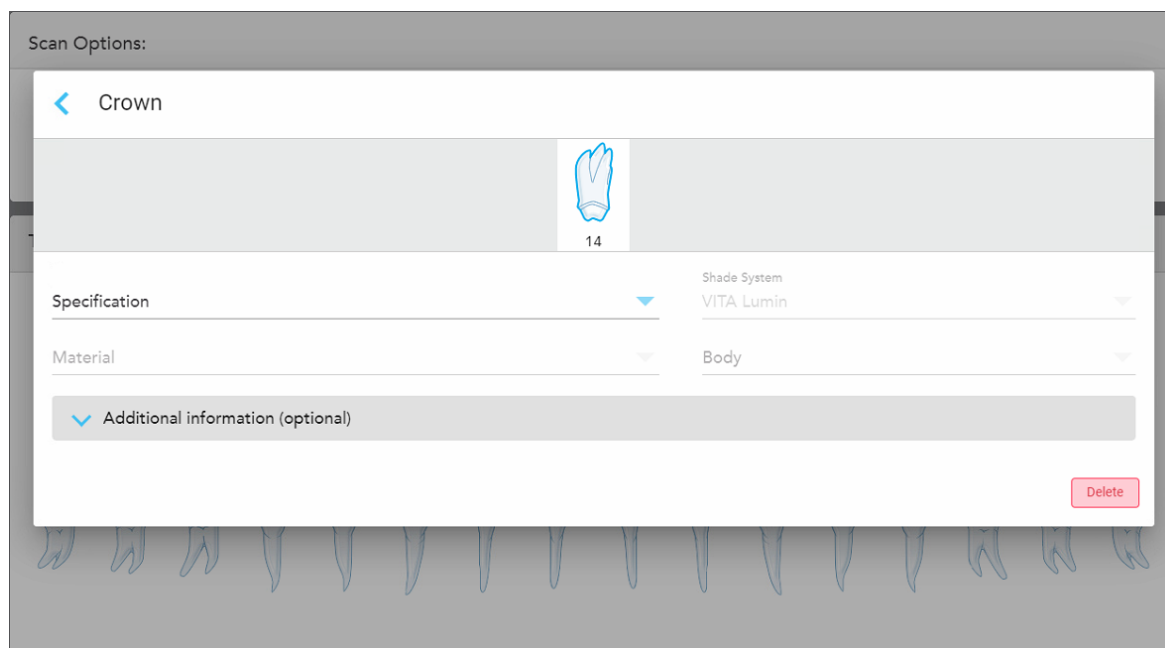 Scan Options:
Crown
14
Specification
Shade System
VITA Lumin
Material
Body
Additional information (optional)
Delete